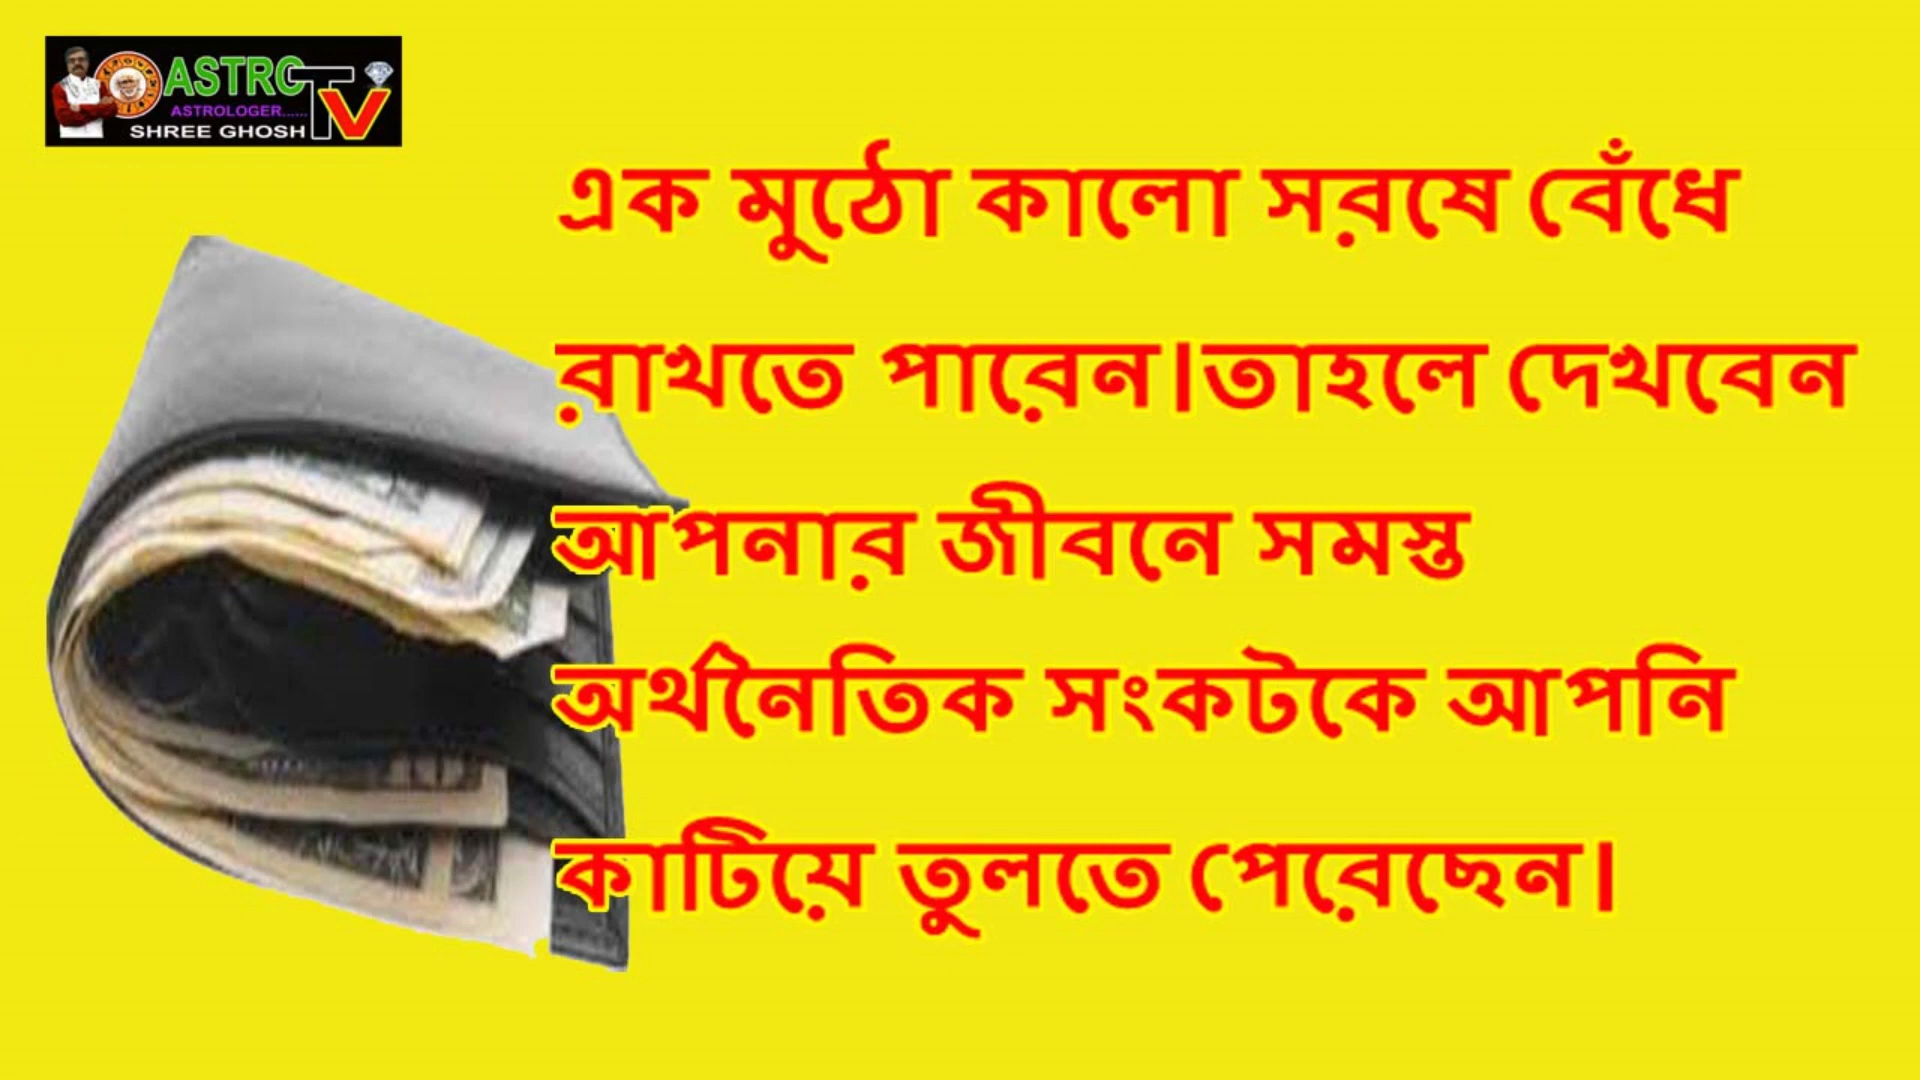 ASTRO TV
ASTROLOGER......
SHREE GHOSH
এক মুঠো কালো সরষে বেঁধে
রাখতে পারেন।তাহলে দেখবেন
আপনার জীবনে সমস্ত
অর্থনৈতিক সংকটকে আপনি
কাটিয়ে তুলতে পেরেছেন।